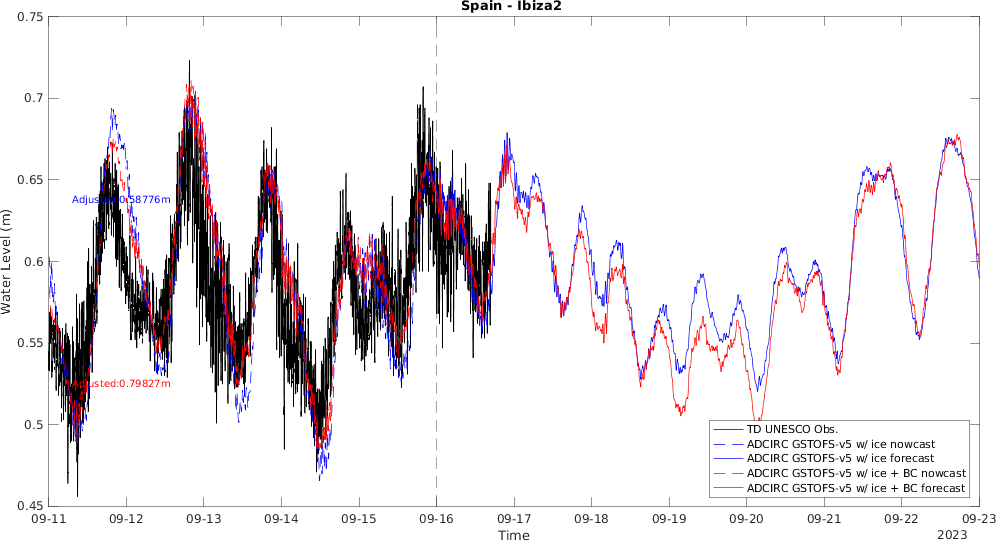 Spain - Ibiza2
0.75
0.7
0.65
0.6
0.55
0.5
0.45
Water Level (m)
Adjusted:0.58776m
Adjusted:0.79827m
TD UNESCO Obs.
ADCIRC GSTOFS-v5 w/ ice nowcast
ADCIRC GSTOFS-v5 w/ ice forecast
ADCIRC GSTOFS-v5 w/ ice + BC nowcast
ADCIRC GSTOFS-v5 w/ ice + BC forecast
09-11 09-12 09-13 09-14 09-15 09-16 09-17 09-18 09-19 09-20 09-21 09-22 09-23
Time
2023